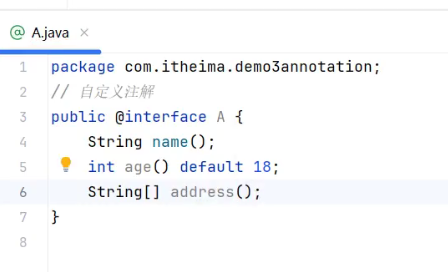 A.java
1 package com.itheima.demo3annotation;
2 // 自定义注解
3 public @interface A {
4 String name();
5 int age() default 18;
6 String[] address();
7 }
8